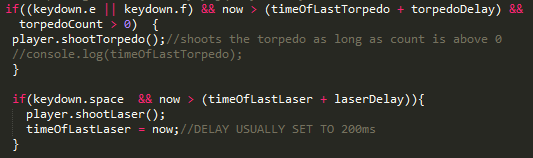 if((keydown.e || keydown.f) && now > (timeOfLastTorpedo + torpedoDelay) &&
torpedoCount > 0)  {
player.shootTorpedo();//shoots the torpedo as long as count is above 0
//console.log(timeOfLastTorpedo);
}
if(keydown.space  && now > (timeOfLastLaser + laserDelay)){
player.shootLaser();
timeOfLastLaser = now;//DELAY USUALLY SET TO 200ms
}